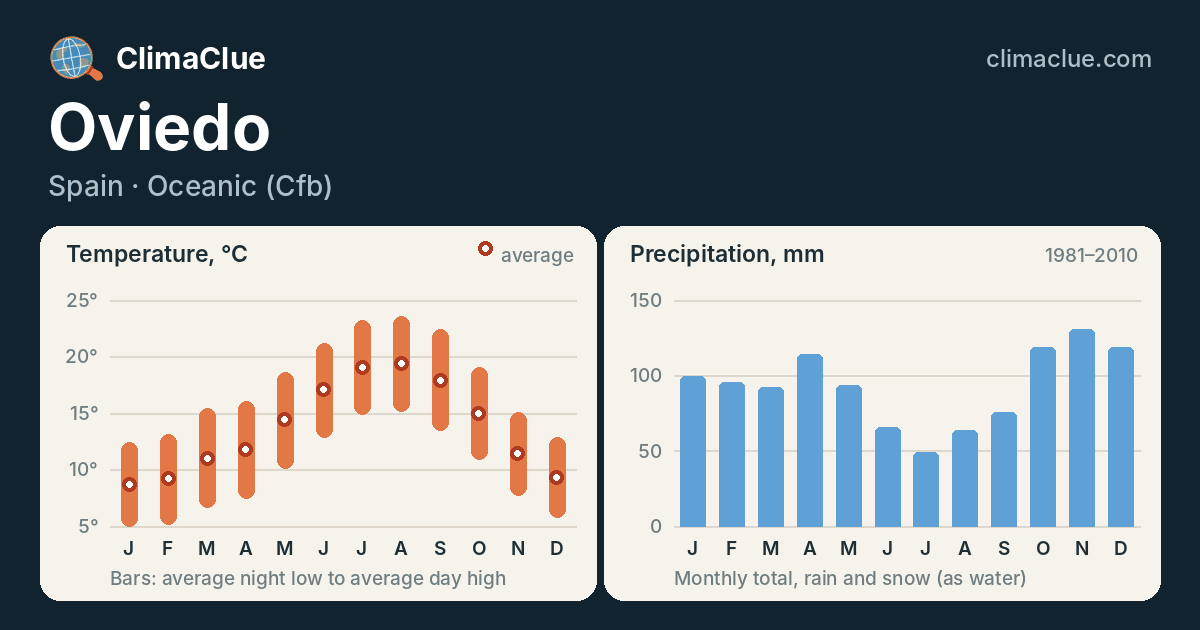 ClimaClue
climaclue.com
Oviedo
Spain · Oceanic (Cfb)
Temperature, °C
average
25°
20°
15°
10°
5°
J F M A M J J A S O N D
Bars: average night low to average day high
Precipitation, mm
1981–2010
150
100
50
0
J F M A M J J A S O N D
Monthly total, rain and snow (as water)